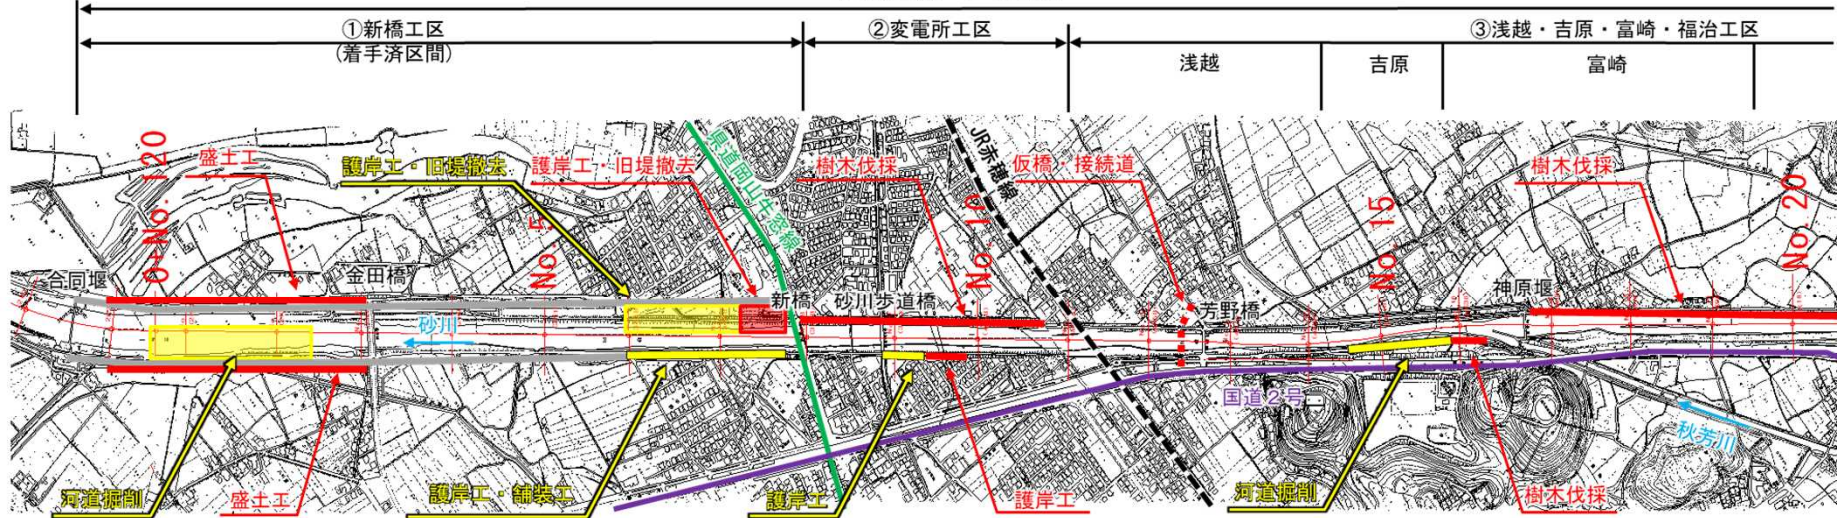 ①新橋工区
(着手済区間)
②変電所工区
③浅越・吉原・富崎・福治工区
浅越
吉原
富崎
0+No. 120
盛土工
護岸工・旧堤撤去
護岸工・旧堤撤去
県道岡山牛窓線
樹木伐採
JR赤穂線
仮橋・接続道
樹木伐採
No. 5
No. 10
No. 15
No. 20
合同堰
金田橋
新橋
砂川歩道橋
芳野橋
神原堰
砂川
国道2号
秋芳川
河道掘削
盛土工
護岸工・舗装工
護岸工
護岸工
河道掘削
樹木伐採